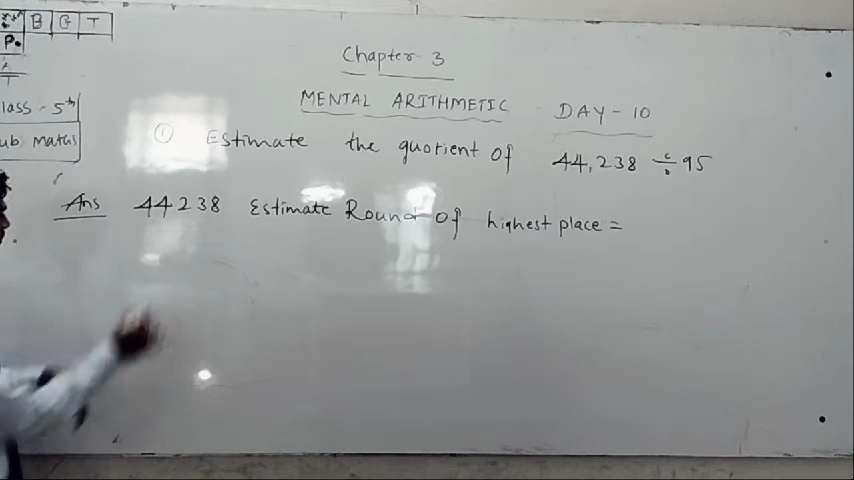 B G T
P.
Chapter 3
lass - 5th
MENTAL ARITHMETIC DAY - 10
ub Maths
① Estimate the quotient of 44,238 ÷ 95
Ans 44238 Estimate Round of highest place =